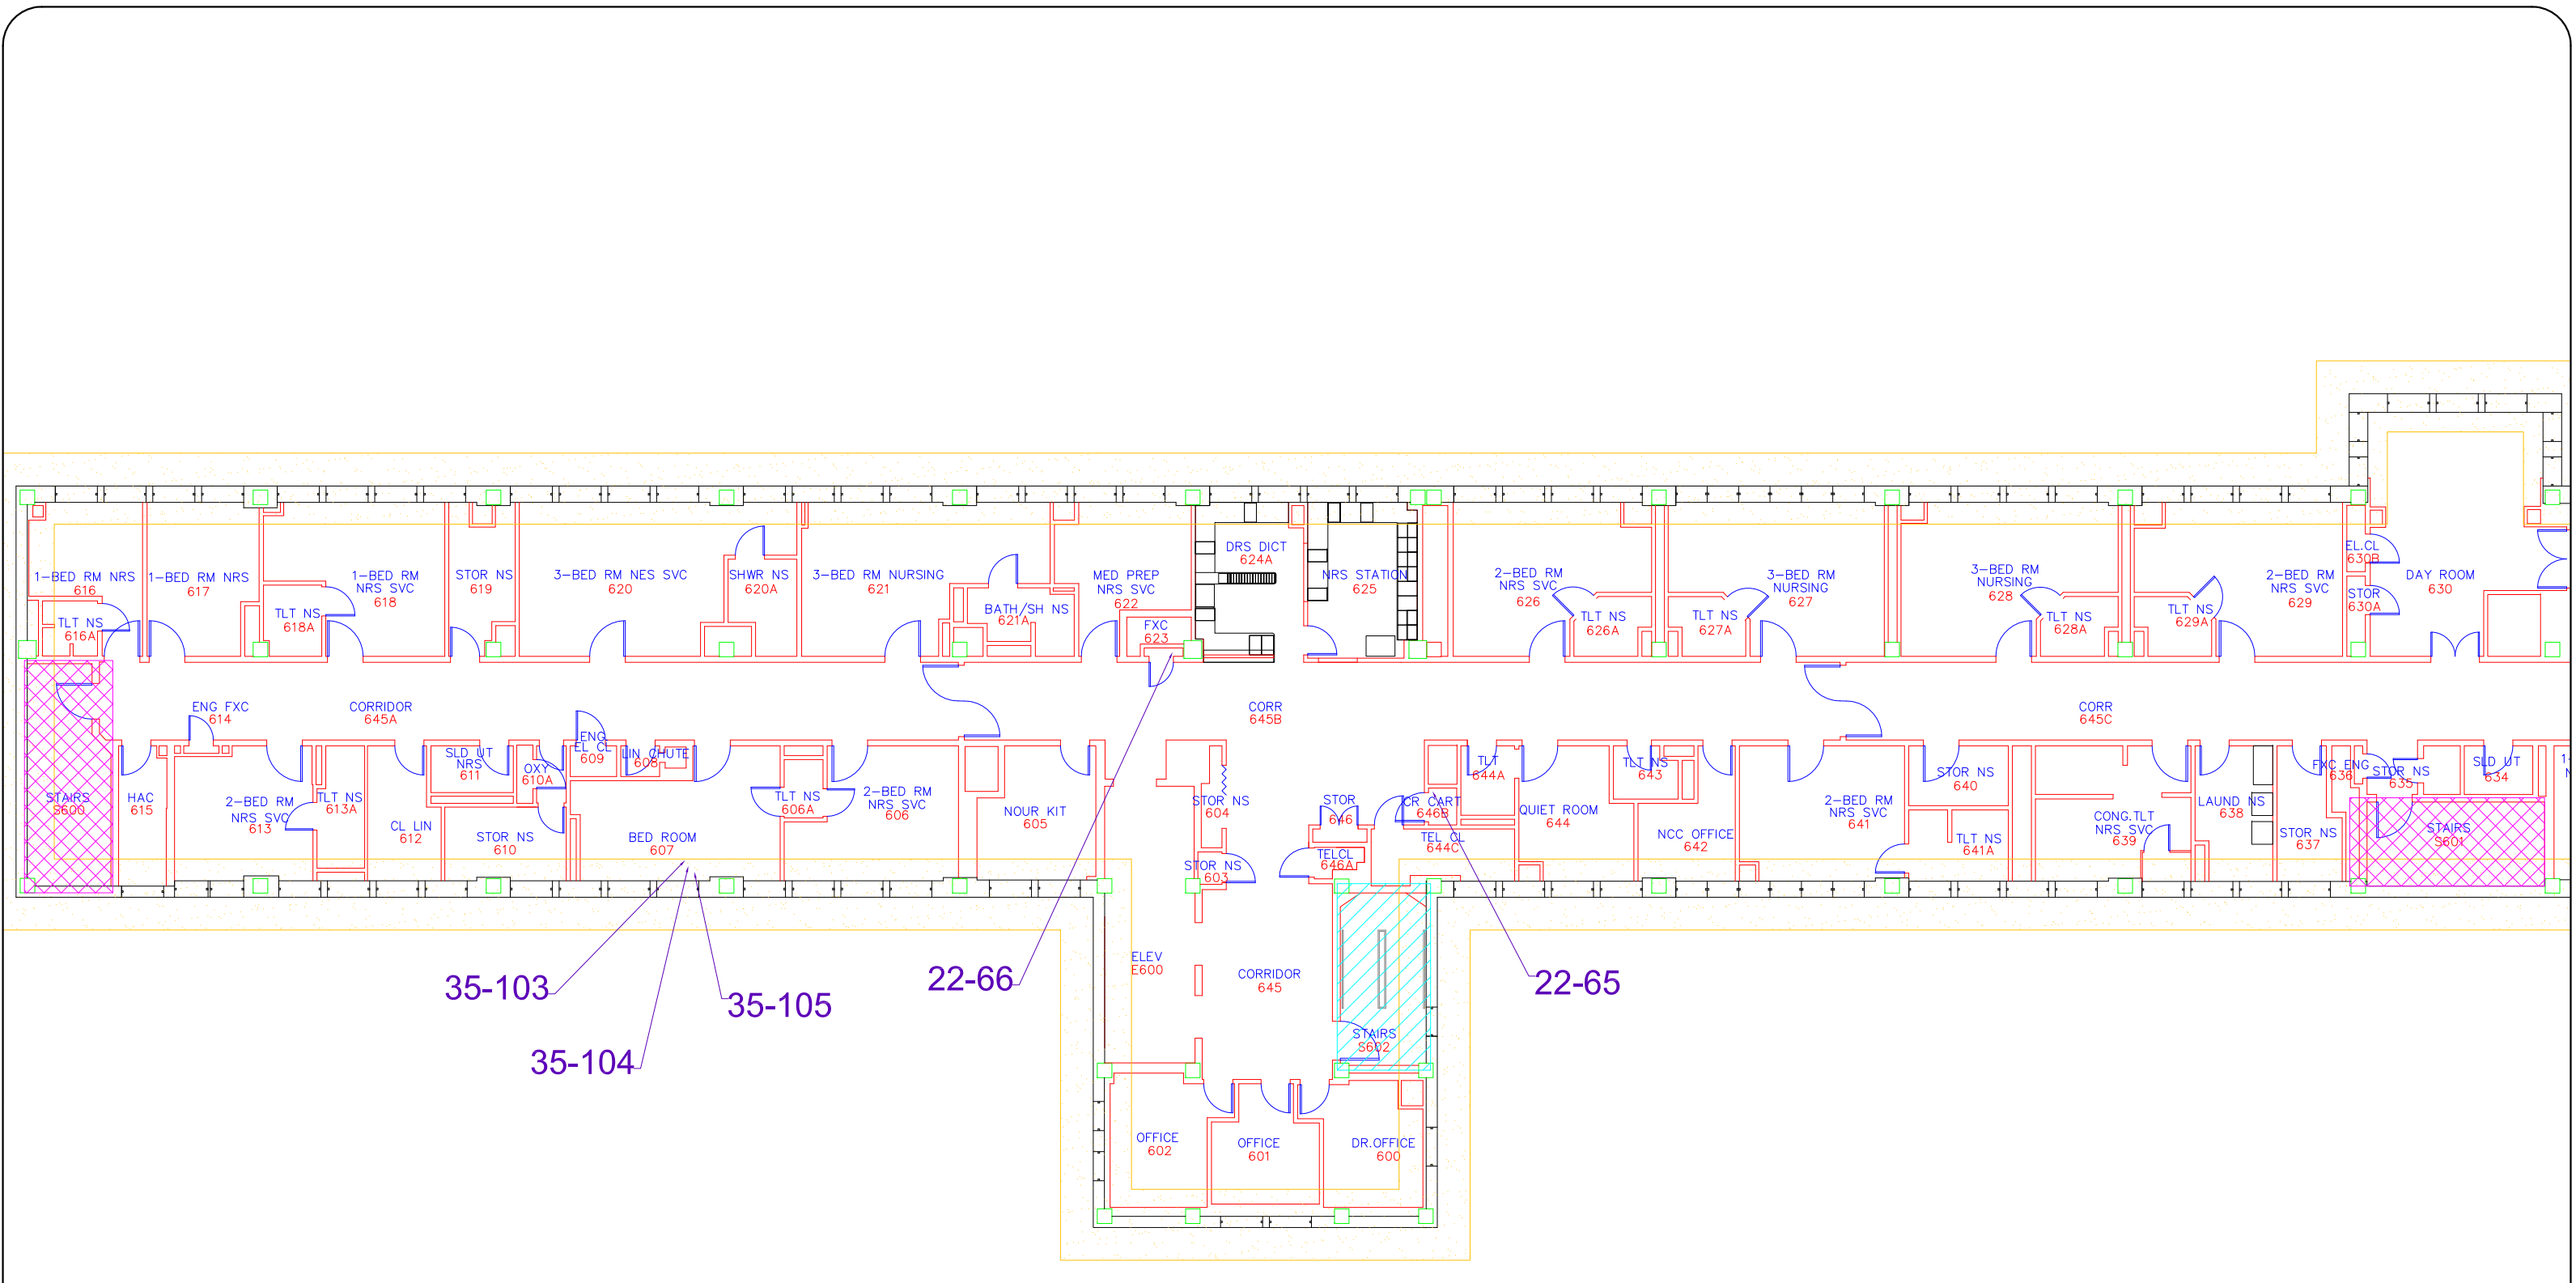 1-BED RM NRS
616
1-BED RM NRS
617
TLT NS
616A
TLT NS
618A
1-BED RM
NRS SVC
618
STOR NS
619
3-BED RM NES SVC
620
SHWR NS
620A
3-BED RM NURSING
621
BATH/SH NS
621A
MED PREP
NRS SVC
622
FXC
623
DRS DICT
624A
NRS STATION
625
2-BED RM
NRS SVC
626
TLT NS
626A
TLT NS
627A
3-BED RM
NURSING
627
3-BED RM
NURSING
628
TLT NS
628A
TLT NS
629A
2-BED RM
NRS SVC
629
EL.CL
630B
STOR
630A
DAY ROOM
630
ENG FXC
614
CORRIDOR
645A
CORR
645B
CORR
645C
STAIRS
S600
HAC
615
2-BED RM
NRS SVC
613
TLT NS
613A
CL LIN
612
SLD UT
NRS
611
OXY
610A
STOR NS
610
ENG
EL CL
609
LIN CHUTE
608
BED ROOM
607
TLT NS
606A
2-BED RM
NRS SVC
606
NOUR KIT
605
STOR NS
604
STOR NS
603
STOR
646
TELCL
646A
CR CART
646B
TEL CL
644C
TLT
644A
QUIET ROOM
644
TLT NS
643
NCC OFFICE
642
2-BED RM
NRS SVC
641
STOR NS
640
TLT NS
641A
CONG.TLT
NRS SVC
639
LAUND NS
638
STOR NS
637
FXC ENG
636
STOR NS
635
SLD UT
634
STAIRS
S601
1-
N
35-103
35-104
35-105
22-66
22-65
ELEV
E600
CORRIDOR
645
STAIRS
S602
OFFICE
602
OFFICE
601
DR.OFFICE
600